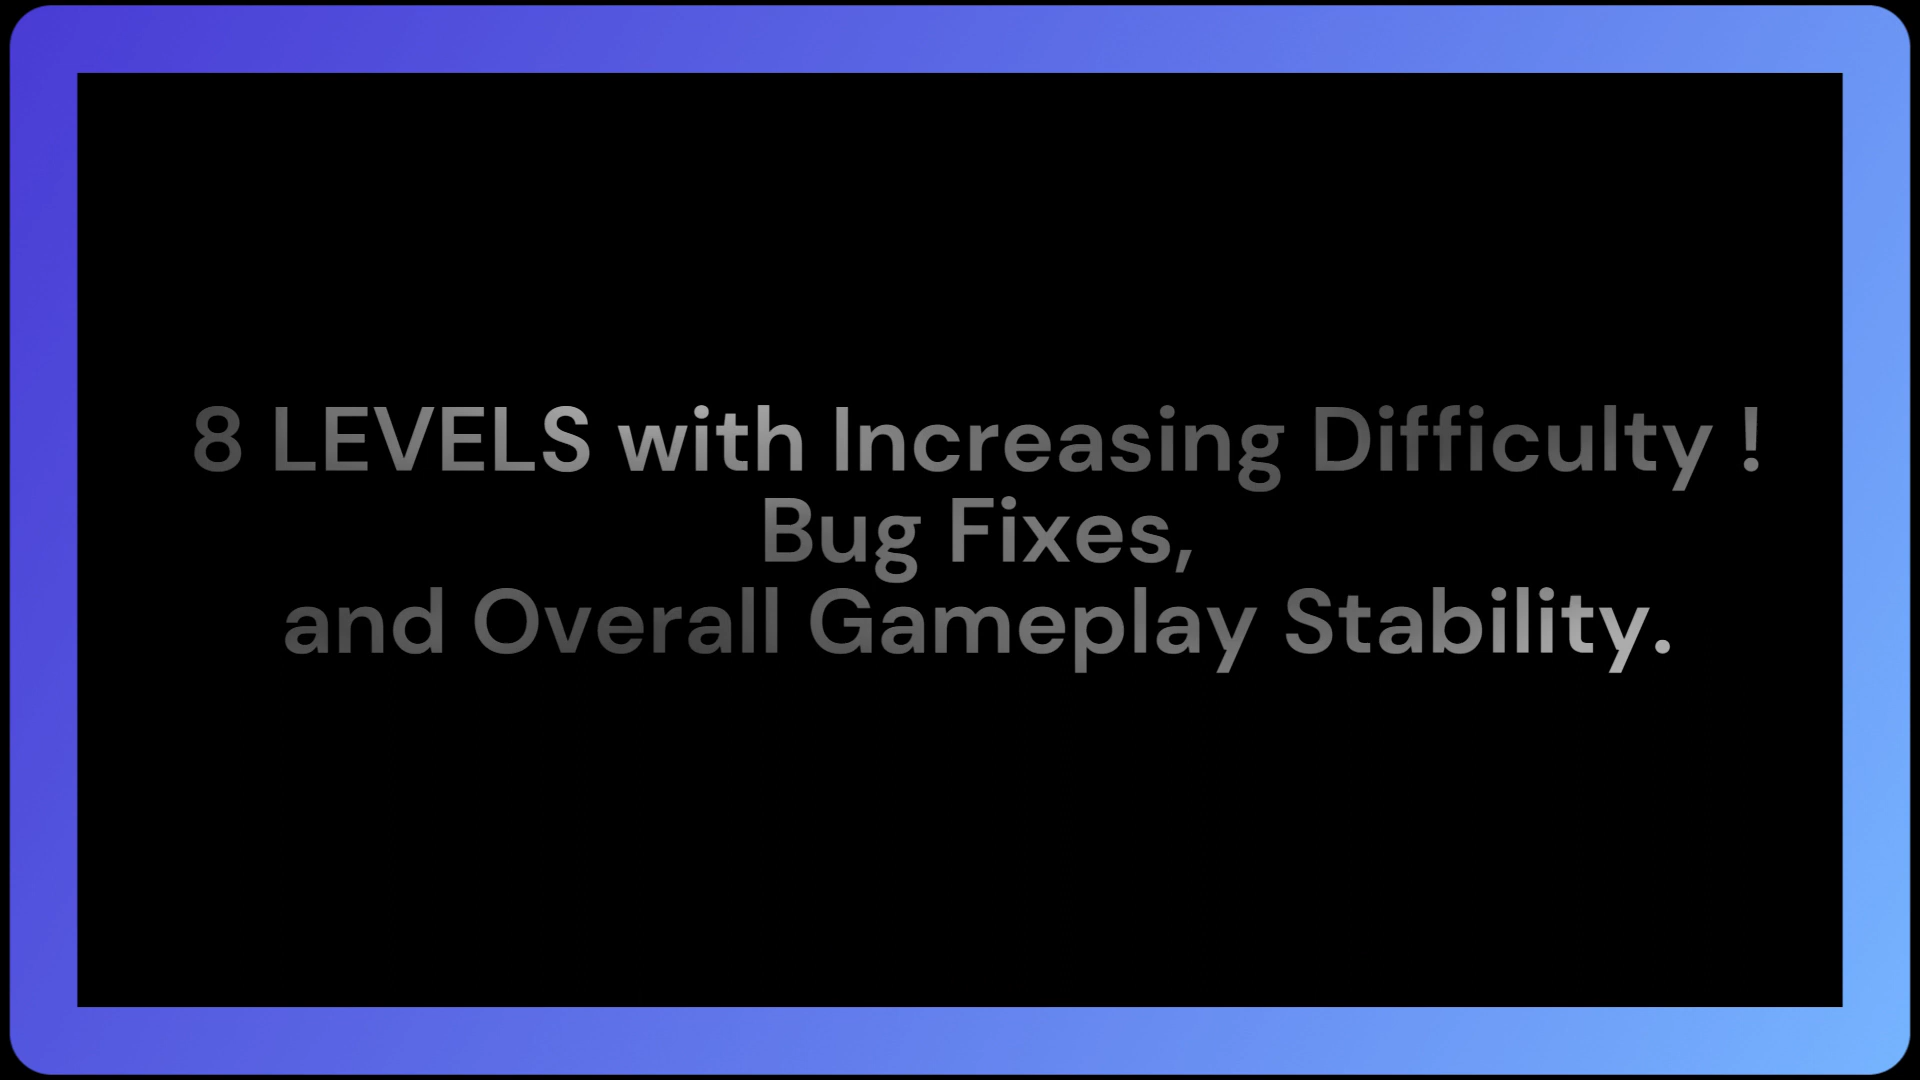 8 LEVELS with Increasing Difficulty !
Bug Fixes,
and Overall Gameplay Stability.